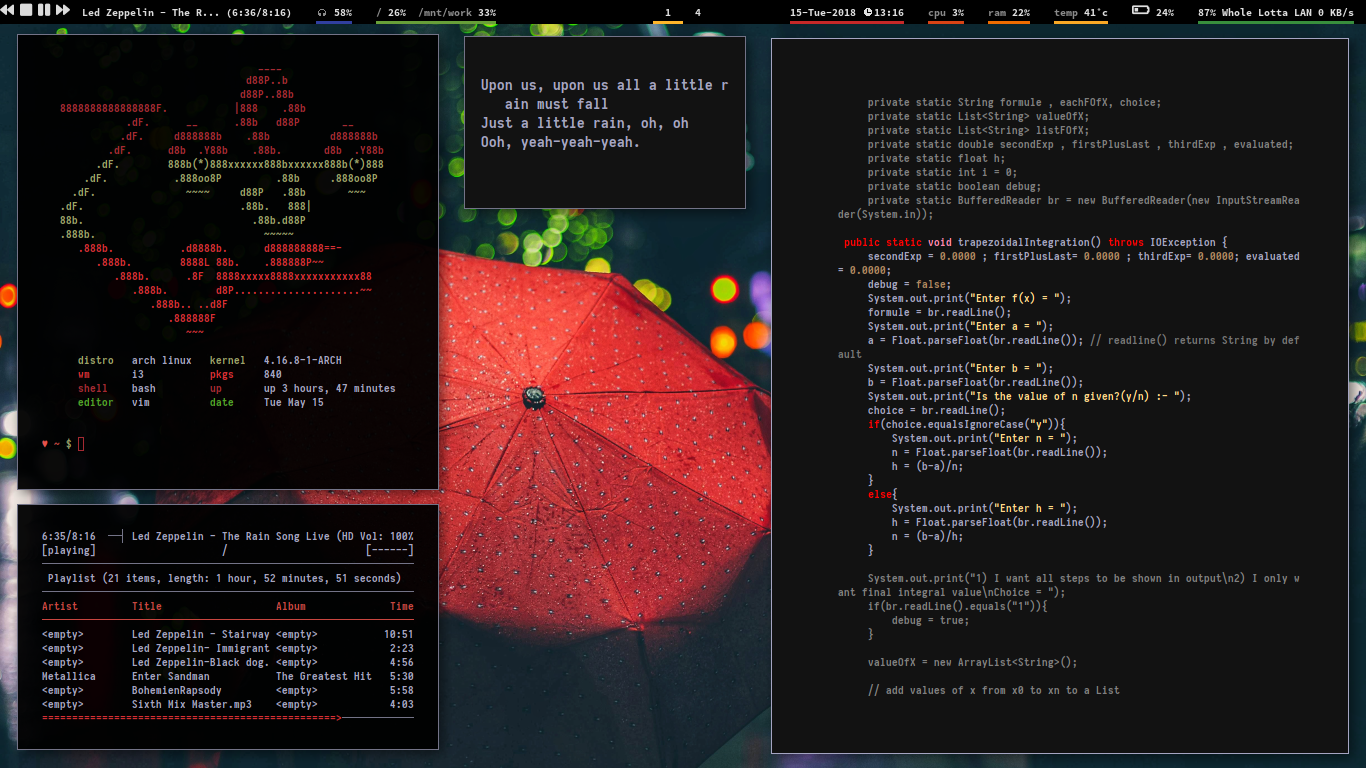 Led Zeppelin - The R... (6:36/8:16) 58% / 26% /mnt/work 33% 1 4 15-Tue-2018 13:16 cpu 3% ram 22% temp 41°c 24% 87% Whole Lotta LAN 0 KB/s
____
d88P..b
d88P..88b
8888888888888888F. |888 .88b
.dF. __ .88b d88P __
.dF. d888888b .88b. d888888b
.dF. d8b .Y88b .88b. d8b .Y88b
.dF. 888b(*)888xxxxxx888bxxxxxx888b(*)888
.dF. .888oo8P .88b .888oo8P
.dF. ~~~~ d88P .88b ~~~
.dF. .88b. 888|
88b. .88b.d88P
.888b. ~~~~~
.888b. .d8888b. d888888888==-
.888b. 8888L 88b. .888888P~~
.888b. .8F 8888xxxxx8888xxxxxxxxxxx88
.888b. d8P.....................~~
.888b.. ..d8F
.888888F
~~~
distro arch linux kernel 4.16.8-1-ARCH
wm i3 pkgs 840
shell bash up up 3 hours, 47 minutes
editor vim date Tue May 15
♥ ~ $
Upon us, upon us all a little r
ain must fall
Just a little rain, oh, oh
Ooh, yeah-yeah-yeah.
6:35/8:16 ──┤ Led Zeppelin - The Rain Song Live (HD Vol: 100%
[playing] / [------]
Playlist (21 items, length: 1 hour, 52 minutes, 51 seconds)
Artist Title Album Time
<empty> Led Zeppelin - Stairway <empty> 10:51
<empty> Led Zeppelin- Immigrant <empty> 2:23
<empty> Led Zeppelin-Black dog. <empty> 4:56
Metallica Enter Sandman The Greatest Hit 5:30
<empty> BohemienRapsody <empty> 5:58
<empty> Sixth Mix Master.mp3 <empty> 4:03
private static String formule , eachFOfX, choice;
private static List<String> valueOfX;
private static List<String> listFOfX;
private static double secondExp , firstPlusLast , thirdExp , evaluated;
private static float h;
private static int i = 0;
private static boolean debug;
private static BufferedReader br = new BufferedReader(new InputStreamRea
der(System.in));
public static void trapezoidalIntegration() throws IOException {
secondExp = 0.0000 ; firstPlusLast= 0.0000 ; thirdExp= 0.0000; evaluated
= 0.0000;
debug = false;
System.out.print("Enter f(x) = ");
formule = br.readLine();
System.out.print("Enter a = ");
a = Float.parseFloat(br.readLine()); // readline() returns String by def
ault
System.out.print("Enter b = ");
b = Float.parseFloat(br.readLine());
System.out.print("Is the value of n given?(y/n) :- ");
choice = br.readLine();
if(choice.equalsIgnoreCase("y")){
System.out.print("Enter n = ");
n = Float.parseFloat(br.readLine());
h = (b-a)/n;
}
else{
System.out.print("Enter h = ");
h = Float.parseFloat(br.readLine());
n = (b-a)/h;
}
System.out.print("1) I want all steps to be shown in output\n2) I only w
ant final integral value\nChoice = ");
if(br.readLine().equals("1")){
debug = true;
}
valueOfX = new ArrayList<String>();
// add values of x from x0 to xn to a List